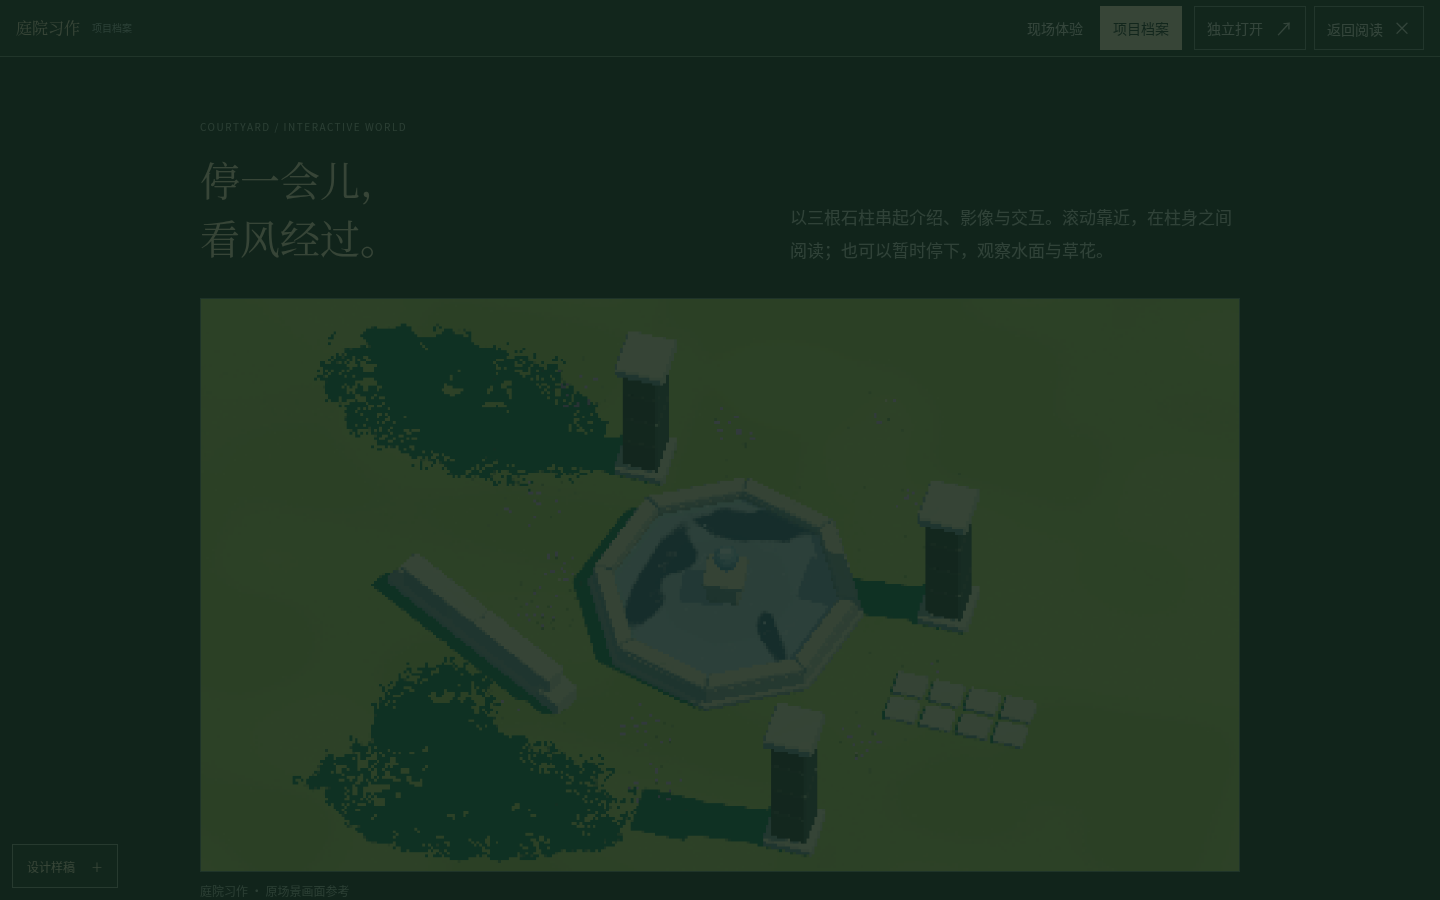 庭院习作 项目档案
现场体验 项目档案 独立打开 ↗ 返回阅读 ×
COURTYARD / INTERACTIVE WORLD
停一会儿，
看风经过。
以三根石柱串起介绍、影像与交互。滚动靠近，在柱身之间
阅读；也可以暂时停下，观察水面与草花。
设计样稿 +
庭院习作 · 原场景画面参考